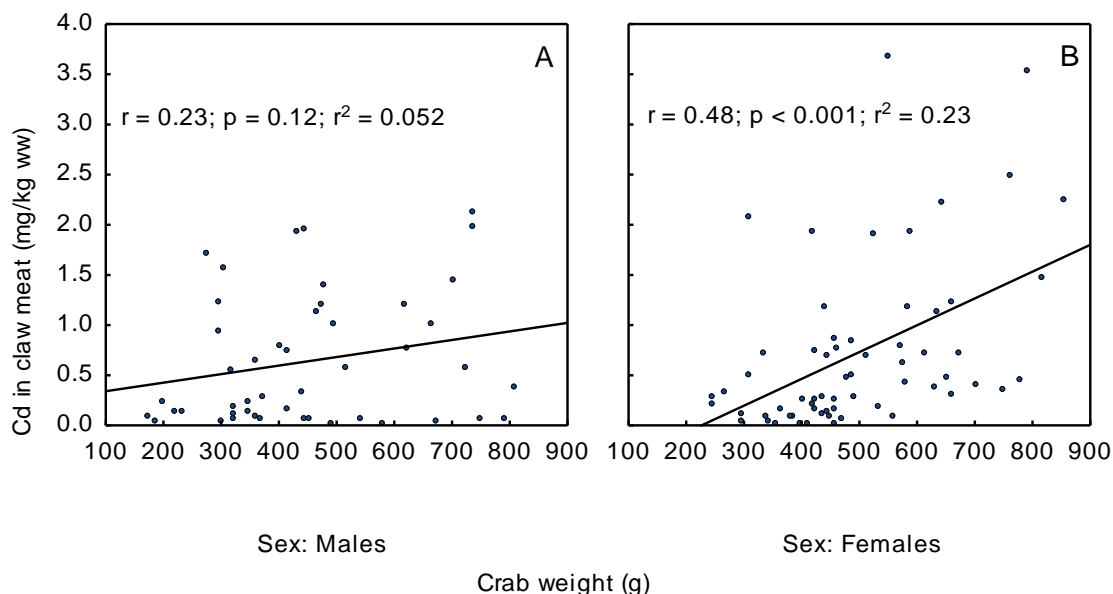 Cd in claw meat (mg/kg ww)
4.0
3.5
3.0
2.5
2.0
1.5
1.0
0.5
0.0
A
r = 0.23; p = 0.12; r² = 0.052
100 200 300 400 500 600 700 800 900
Sex: Males
B
r = 0.48; p < 0.001; r² = 0.23
100 200 300 400 500 600 700 800 900
Sex: Females
Crab weight (g)